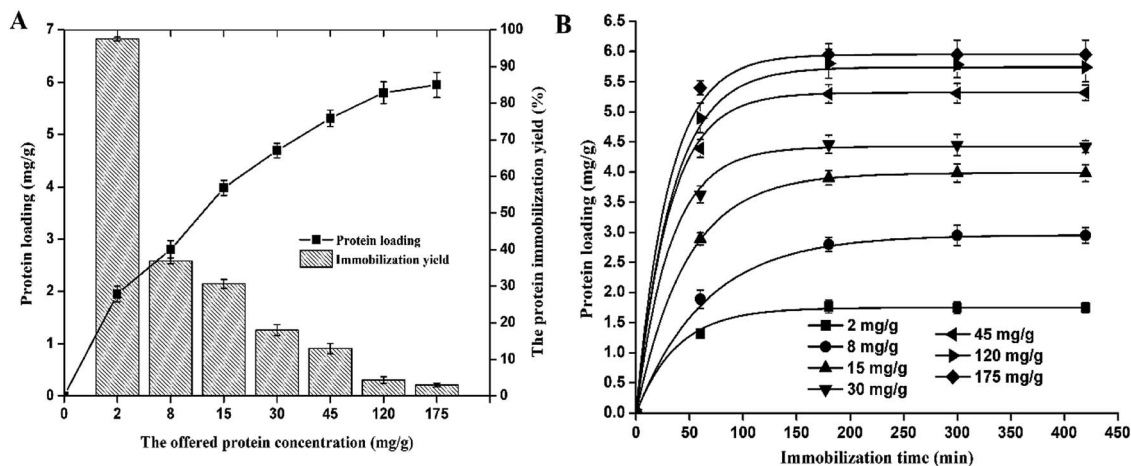 A
Protein loading (mg/g)
7
6
5
4
3
2
1
0
0 2 8 15 30 45 120 175
The offered protein concentration (mg/g)
100
90
80
70
60
50
40
30
20
10
0
The protein immobilization yield (%)
Protein loading
Immobilization yield
B
Protein loading (mg/g)
6.5
6.0
5.5
5.0
4.5
4.0
3.5
3.0
2.5
2.0
1.5
1.0
0.5
0.0
0 50 100 150 200 250 300 350 400 450
Immobilization time (min)
2 mg/g
8 mg/g
15 mg/g
30 mg/g
45 mg/g
120 mg/g
175 mg/g